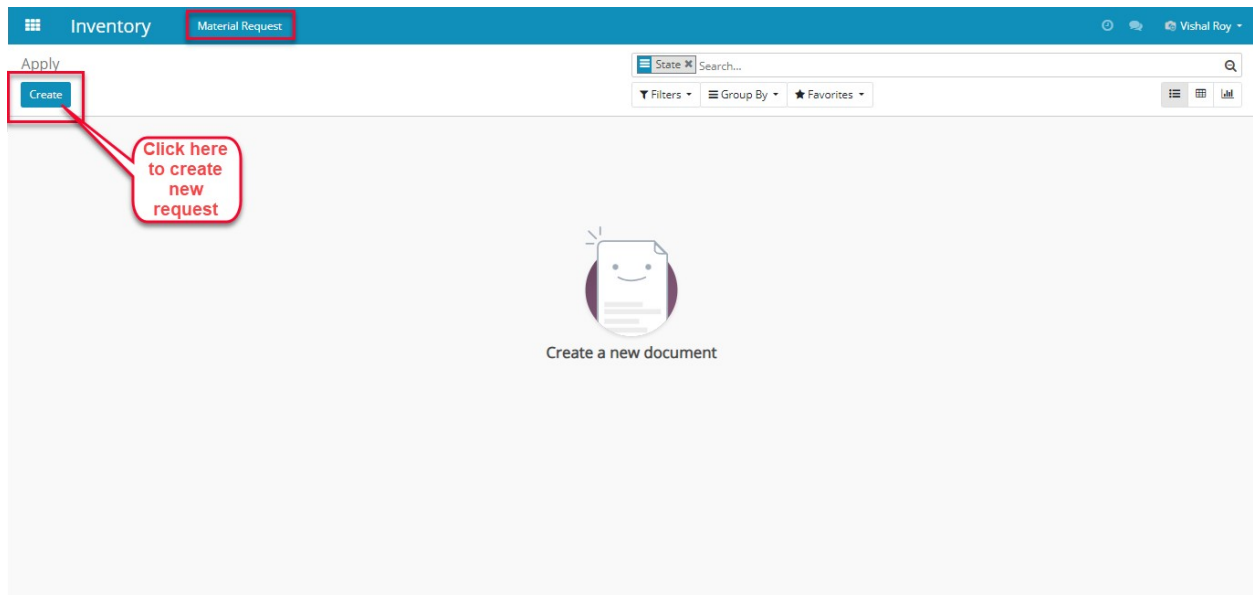 Inventory Material Request Vishal Roy
Apply
State Search...
Create Filters Group By Favorites
Click here
to create
new
request
Create a new document